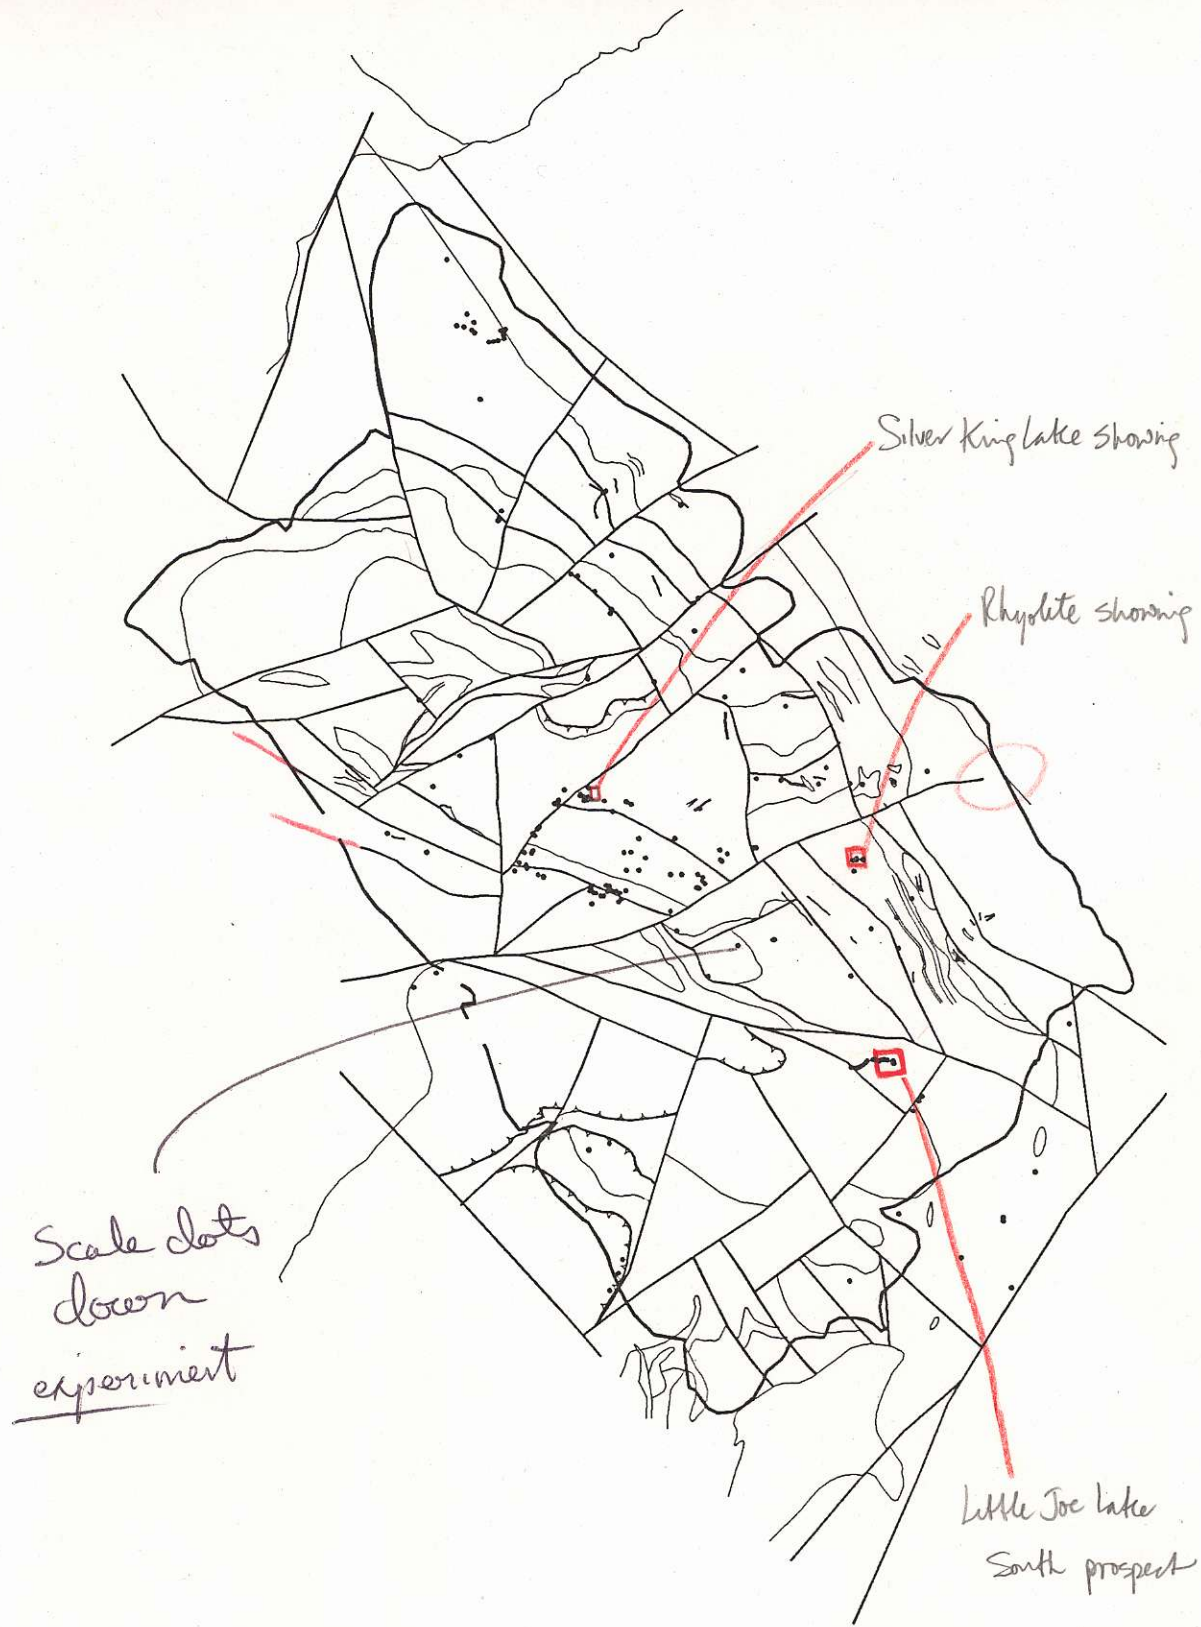 Silver King Lake showing
Rhyolite showing
Scale dots
down
experiment
Little Joe Lake
South prospect